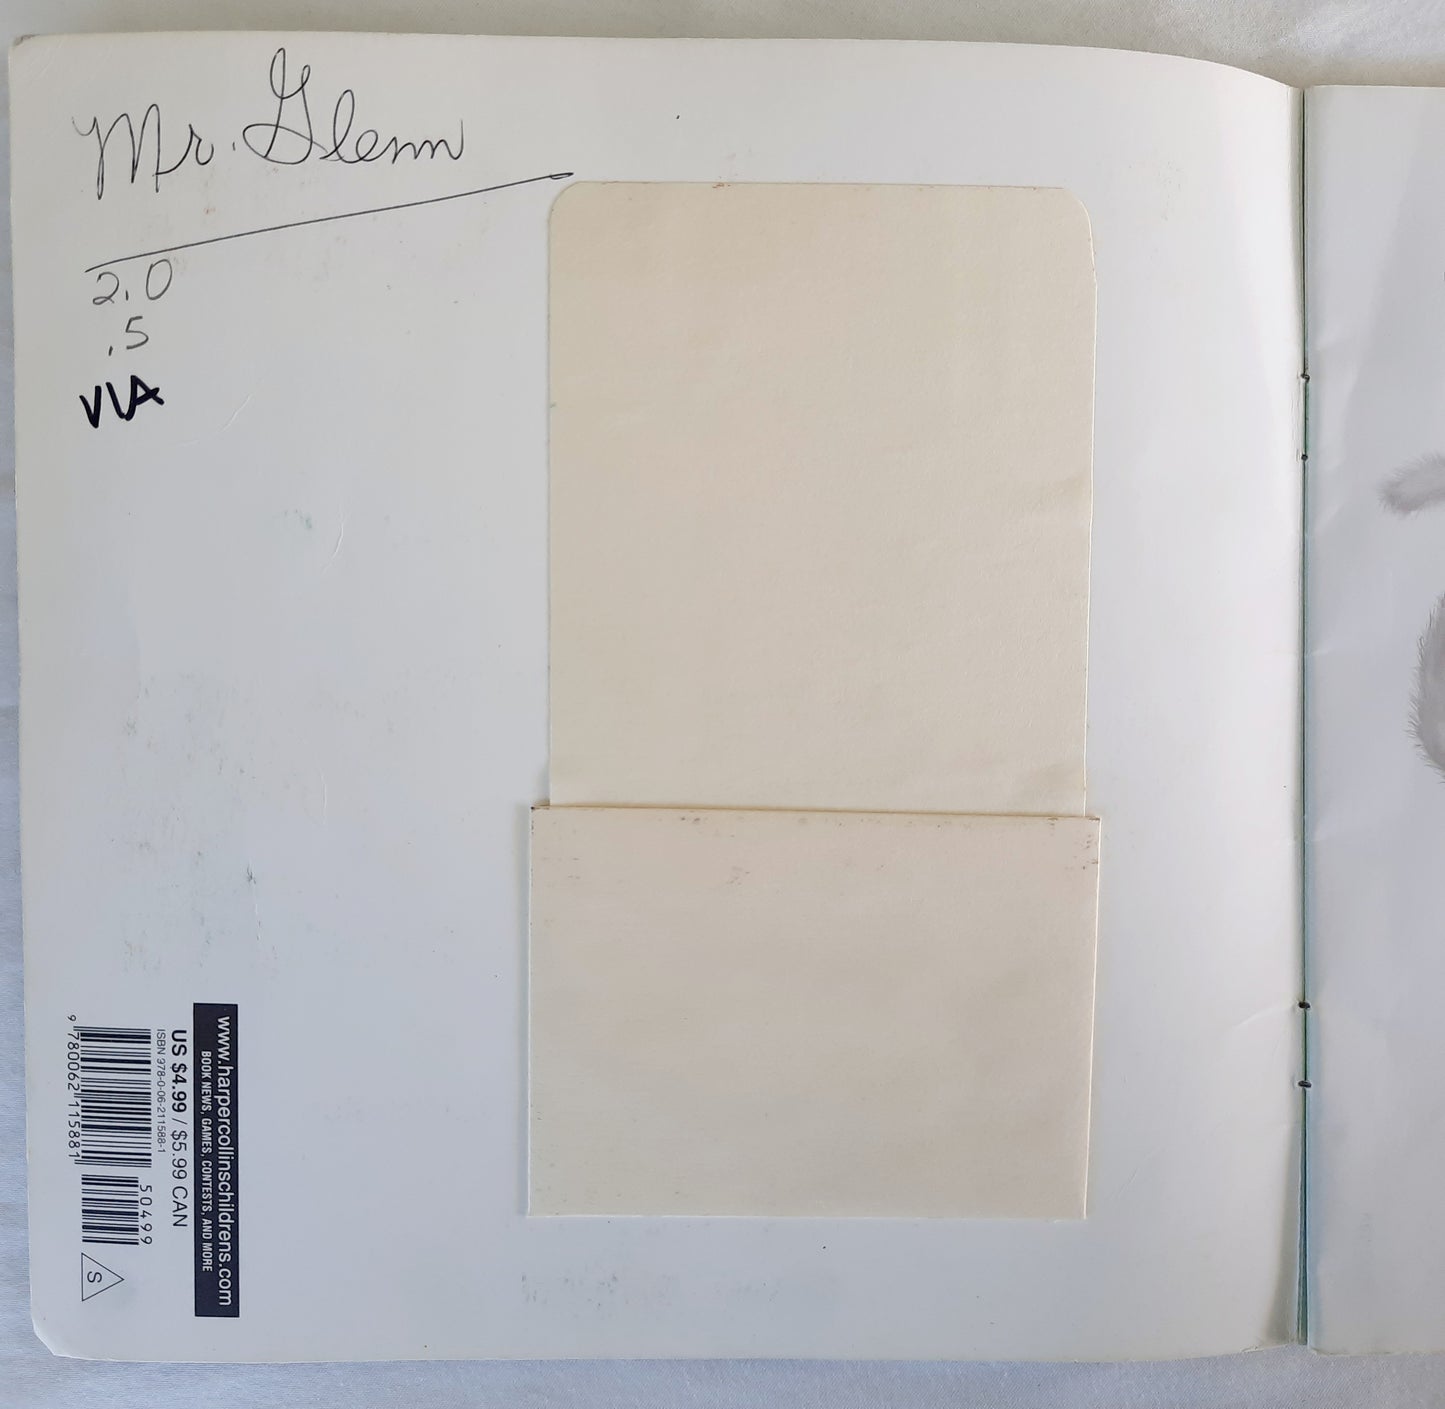 Mr. Glenn
2.0
.5
VIA
www.harpercollinschildrens.com
BOOK NEWS, GAMES, CONTESTS, AND MORE
US $4.99 / $5.99 CAN
ISBN 978-0-06-211588-1
50499
9 780062 115881
S